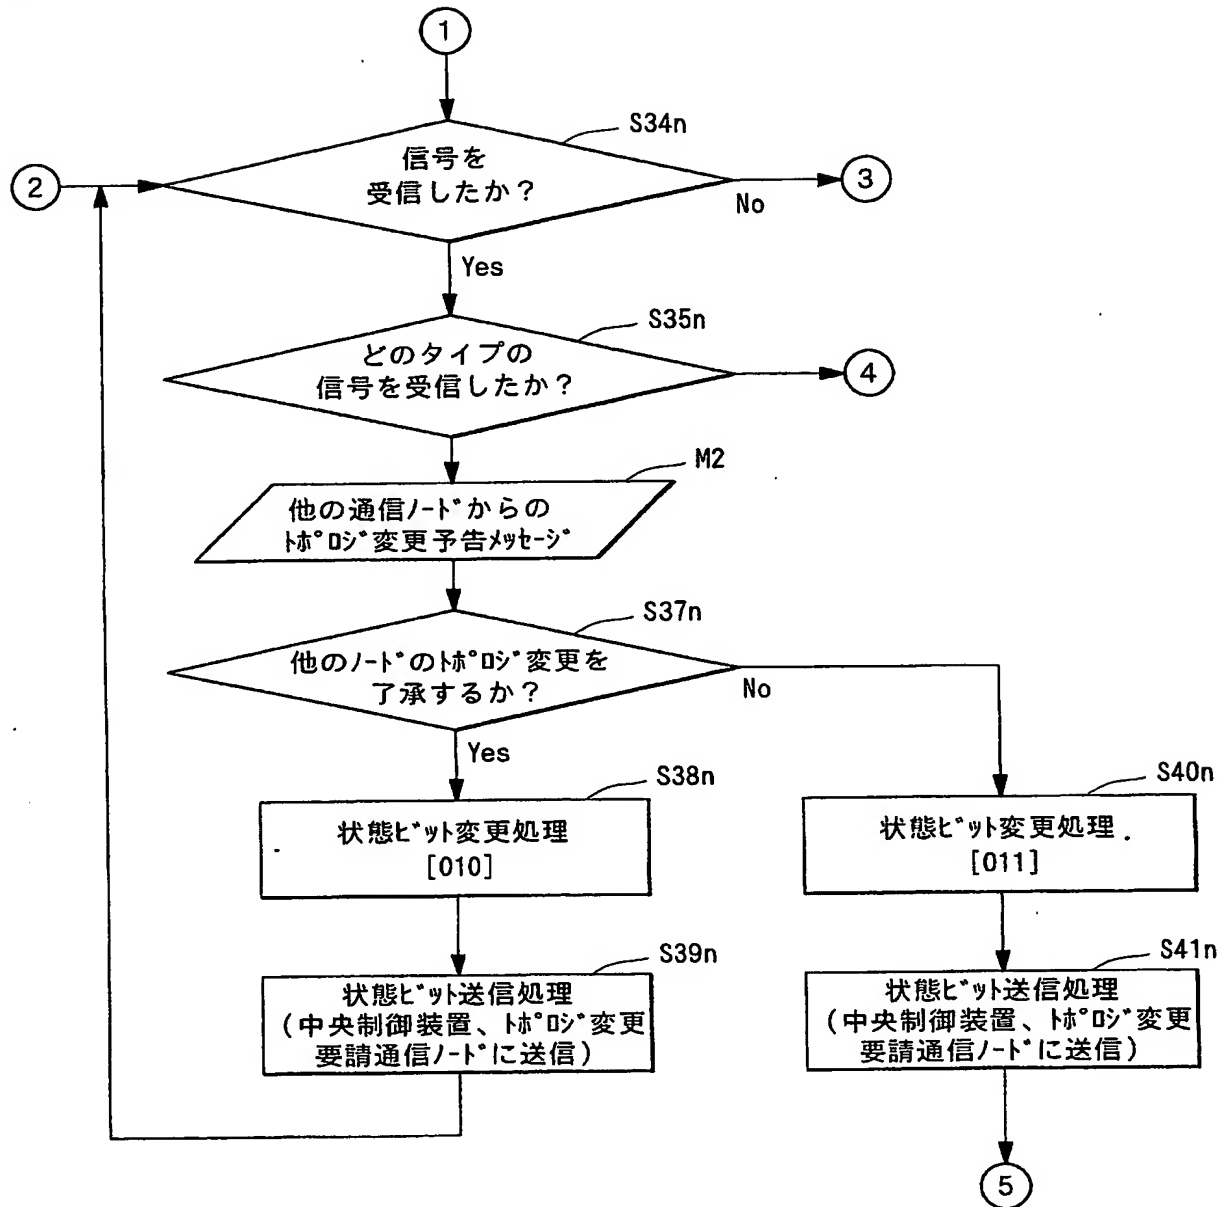 1
S34n
信号を
受信したか？
2
3
No
Yes
S35n
どのタイプの
信号を受信したか？
4
M2
他の通信ﾉｰﾄﾞからの
ﾄﾎﾟﾛｼﾞ変更予告ﾒｯｾｰｼﾞ
S37n
他のﾉｰﾄﾞのﾄﾎﾟﾛｼﾞ変更を
了承するか？
No
Yes
S38n
状態ﾋﾞｯﾄ変更処理
[010]
S40n
状態ﾋﾞｯﾄ変更処理
[011]
S39n
状態ﾋﾞｯﾄ送信処理
(中央制御装置、ﾄﾎﾟﾛｼﾞ変更
要請通信ﾉｰﾄﾞに送信)
S41n
状態ﾋﾞｯﾄ送信処理
(中央制御装置、ﾄﾎﾟﾛｼﾞ変更
要請通信ﾉｰﾄﾞに送信)
5